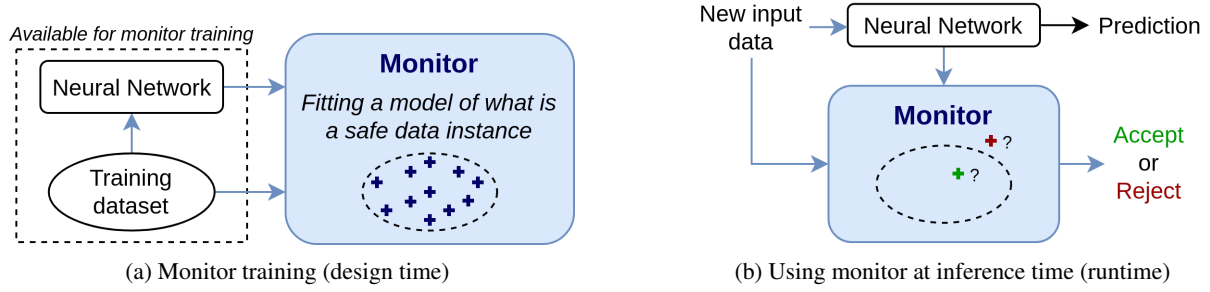 Available for monitor training
Neural Network
Training
dataset
Monitor
Fitting a model of what is
a safe data instance
(a) Monitor training (design time)
New input
data
Neural Network
Prediction
Monitor
?
?
Accept
or
Reject
(b) Using monitor at inference time (runtime)